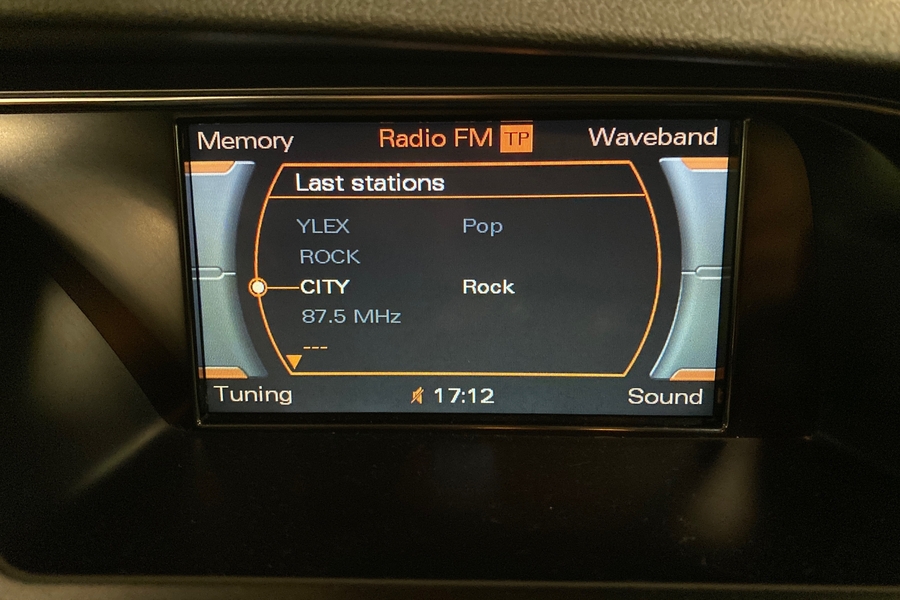 Memory Radio FM TP Waveband
Last stations
YLEX Pop
ROCK
CITY Rock
87.5 MHz
---
Tuning 17:12 Sound